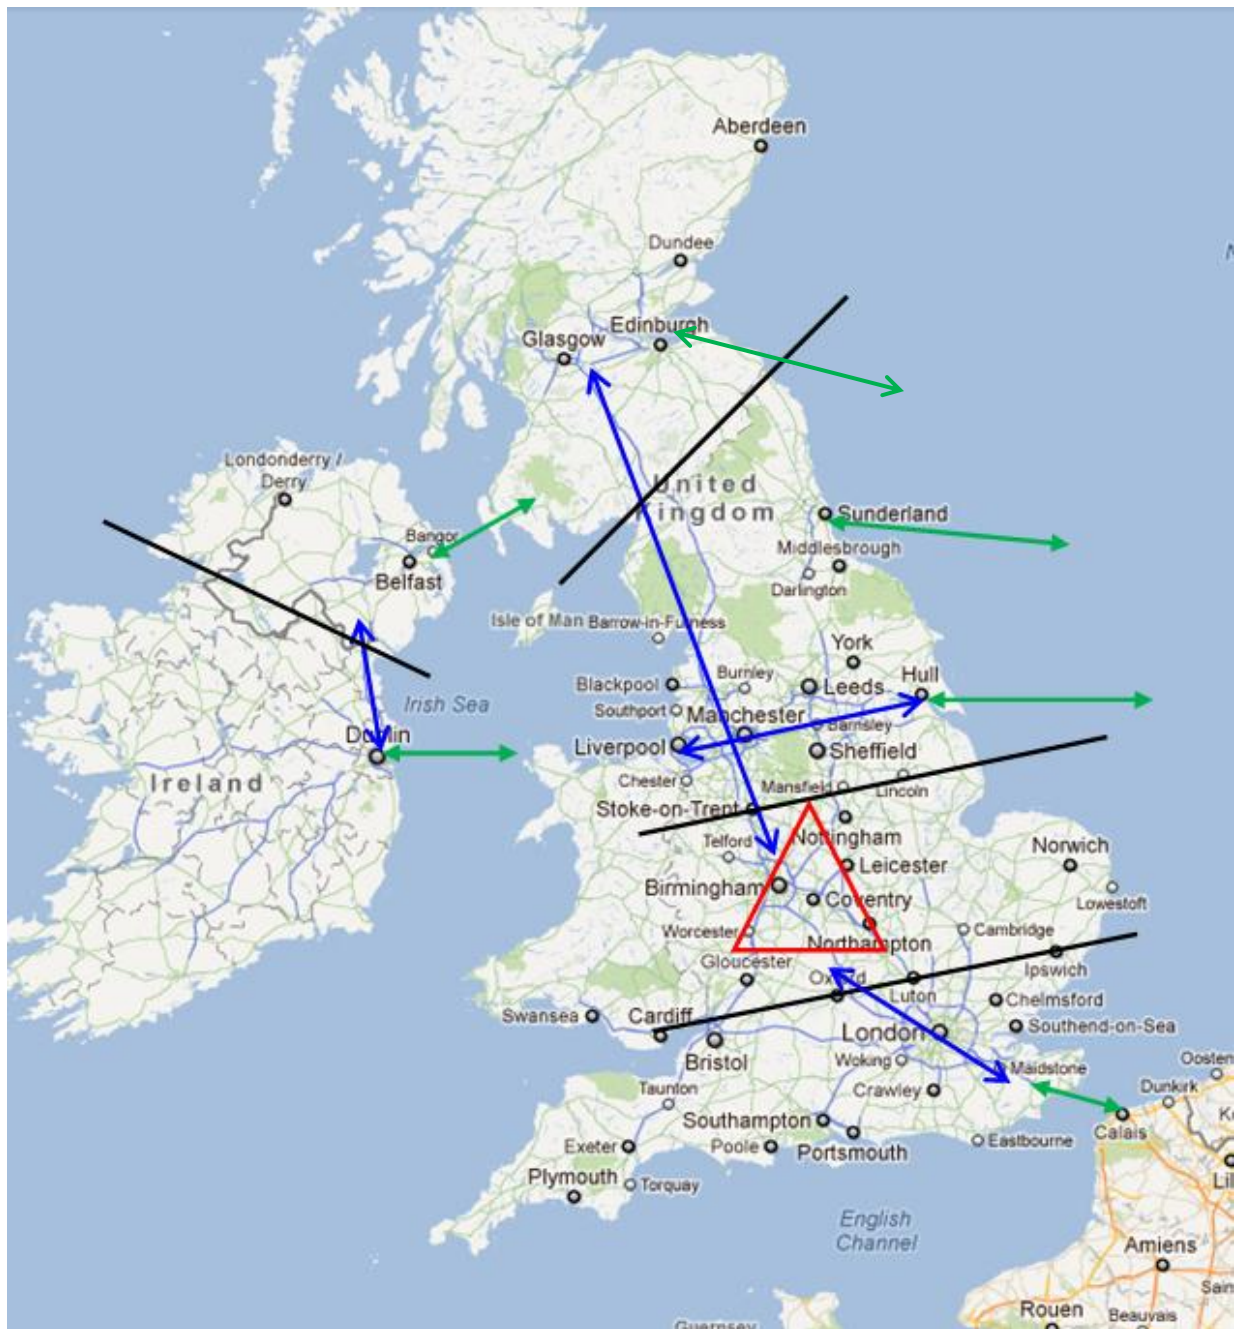 Aberdeen
N
Dundee
Edinburgh
Glasgow
Londonderry /
Derry
United
Kingdom
Sunderland
Bangor
Belfast
Middlesbrough
Darlington
Isle of Man
Barrow-in-Furness
York
Burnley
Hull
Blackpool
Leeds
Irish Sea
Southport
Manchester
Barnsley
Dublin
Liverpool
Sheffield
Ireland
Chester
Mansfield
Lincoln
Stoke-on-Trent
Nottingham
Telford
Norwich
Leicester
Birmingham
Coventry
Lowestoft
Worcester
Northampton
Cambridge
Gloucester
Ipswich
Oxford
Luton
Chelmsford
Swansea
Cardiff
London
Southend-on-Sea
Bristol
Woking
Maidstone
Oosten
Taunton
Crawley
Dunkirk
Southampton
Calais
Exeter
Poole
Portsmouth
Eastbourne
Plymouth
Torquay
Lil
English
Channel
Amiens
Sain
Rouen
Beauvais
Guernsey